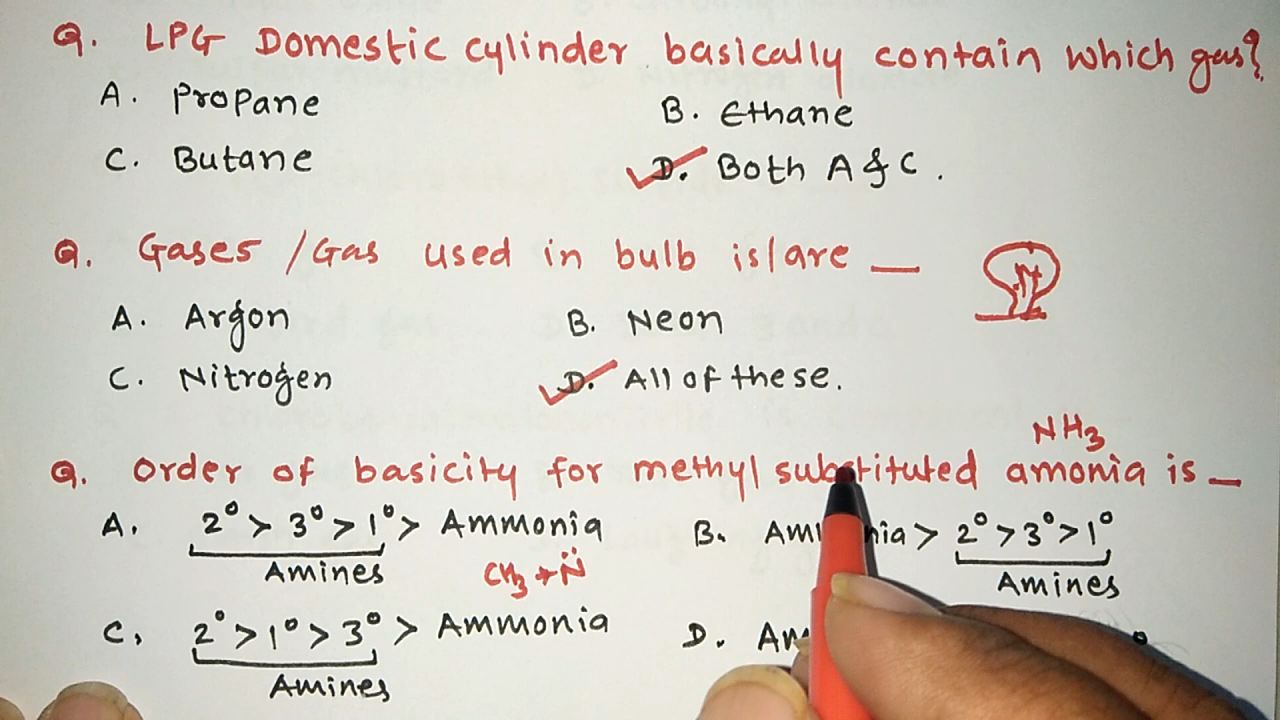 Q. LPG Domestic cylinder basically contain which gas?
A. Propane B. Ethane
C. Butane D. Both A & C.
Q. Gases / Gas used in bulb is/are _
A. Argon B. Neon
C. Nitrogen D. All of these.
NH3
Q. Order of basicity for methyl substituted amonia is _
A. 2° > 3° > 1° > Ammonia B. > 2° > 3° > 1°
Amines CH3 N̈ Amines
C. 2° > 1° > 3° > Ammonia D.
Amines